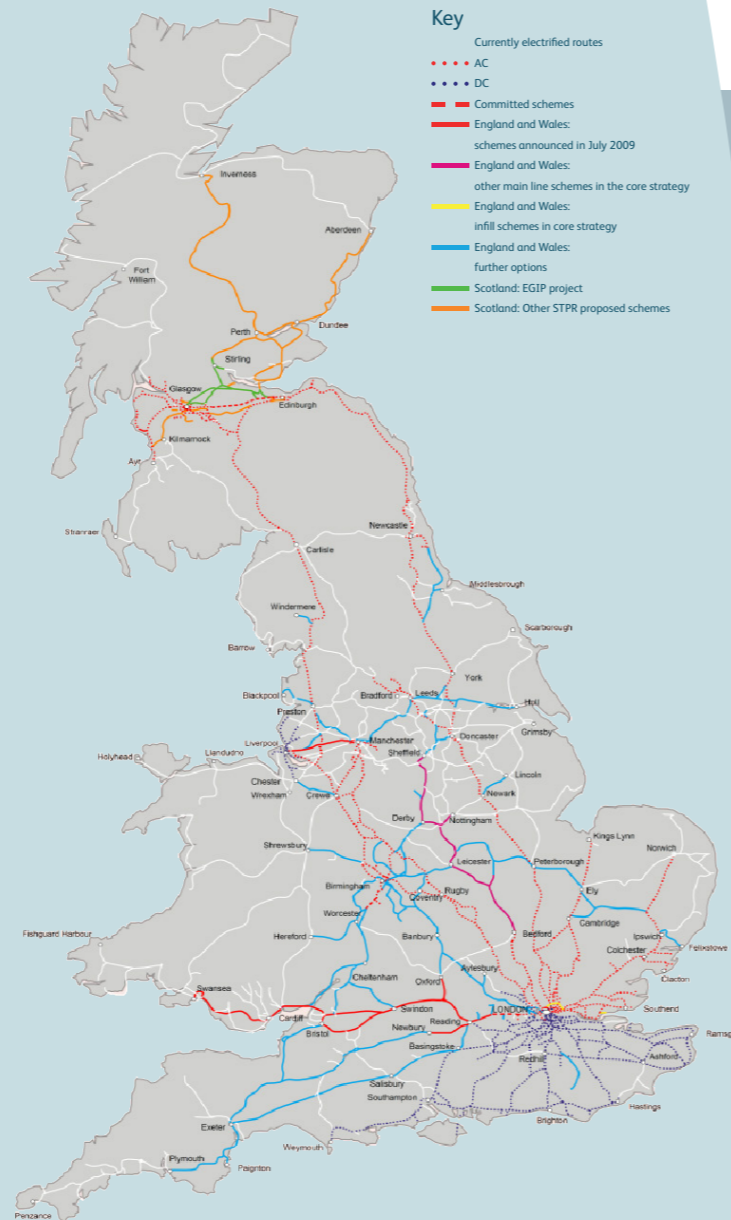 Key
Currently electrified routes
AC
DC
Committed schemes
England and Wales:
schemes announced in July 2009
England and Wales:
other main line schemes in the core strategy
England and Wales:
infill schemes in core strategy
England and Wales:
further options
Scotland: EGIP project
Scotland: Other STPR proposed schemes
Inverness
Aberdeen
Fort
William
Dundee
Perth
Stirling
Glasgow
Edinburgh
Kilmarnock
Ayr
Stranraer
Newcastle
Carlisle
Middlesbrough
Windermere
Scarborough
Barrow
York
Blackpool
Bradford
Leeds
Hull
Preston
Grimsby
Liverpool
Manchester
Doncaster
Sheffield
Holyhead
Llandudno
Chester
Lincoln
Wrexham
Crewe
Newark
Derby
Nottingham
Kings Lynn
Norwich
Shrewsbury
Leicester
Peterborough
Birmingham
Rugby
Ely
Coventry
Worcester
Cambridge
Fishguard Harbour
Hereford
Banbury
Bedford
Ipswich
Colchester
Felixstowe
Cheltenham
Aylesbury
Clacton
Swansea
Oxford
Cardiff
Swindon
LONDON
Southend
Bristol
Newbury
Reading
Ramsg
Basingstoke
Redhill
Ashford
Salisbury
Southampton
Hastings
Brighton
Exeter
Weymouth
Plymouth
Paignton
Penzance